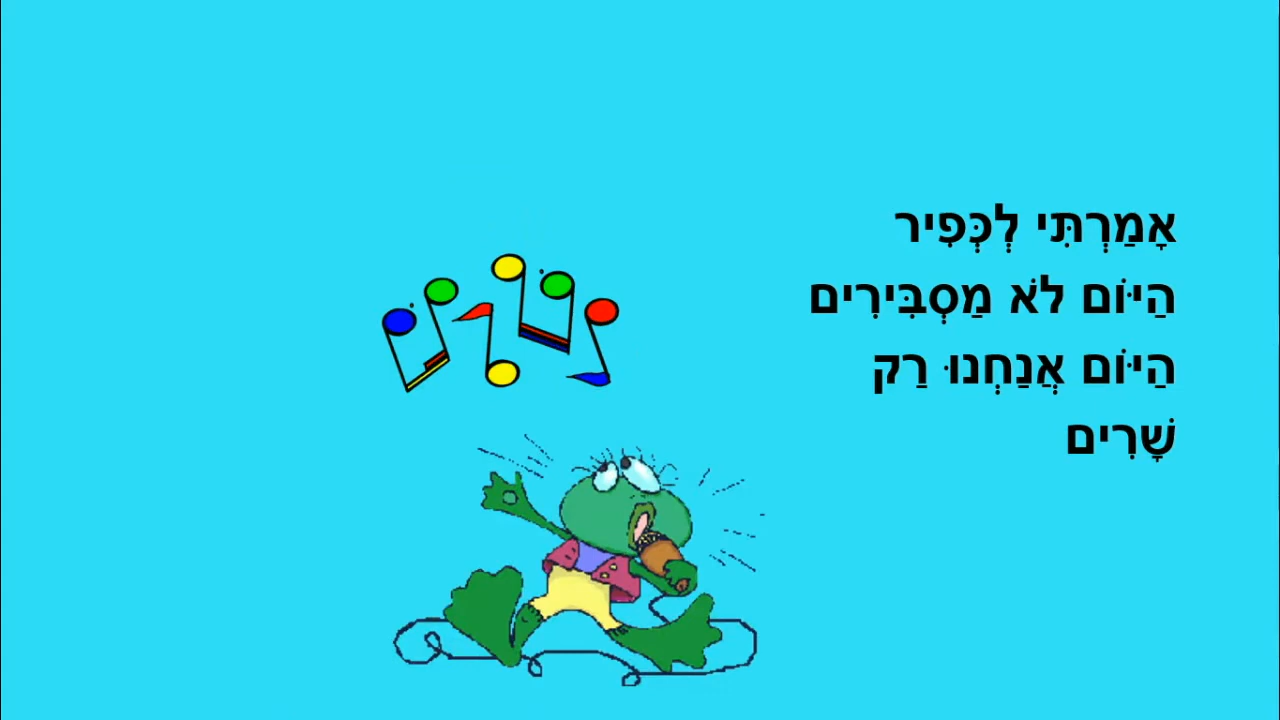 אָמַרְתִּי לְכְּפִיר
הַיּוֹם לֹא מַסְבִּירִים
הַיּוֹם אֲנַחְנוּ רַק
שָׁרִים